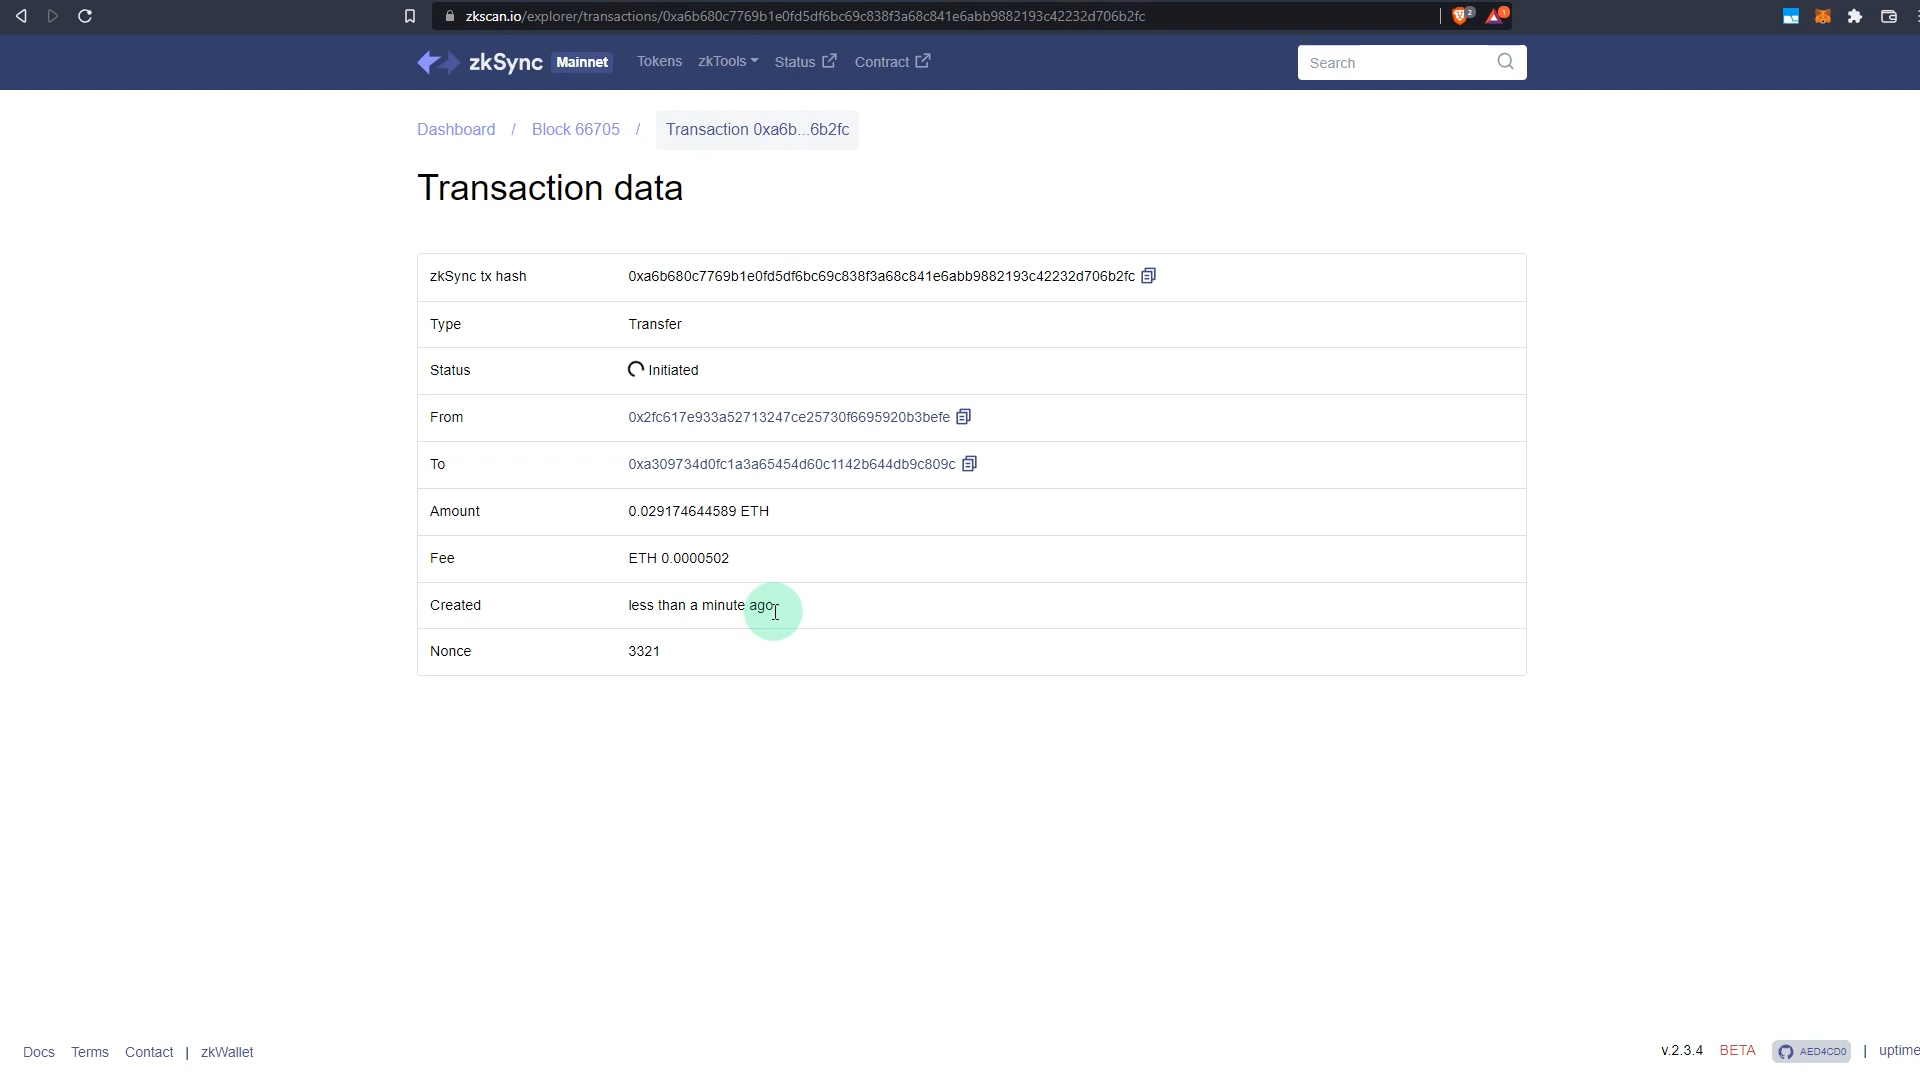 zkscan.io/explorer/transactions/0xa6b680c7769b1e0fd5df6bc69c838f3a68c841e6abb9882193c42232d706b2fc
2
1
zkSync Mainnet Tokens zkTools Status Contract Search
Dashboard / Block 66705 / Transaction 0xa6b...6b2fc
Transaction data
zkSync tx hash 0xa6b680c7769b1e0fd5df6bc69c838f3a68c841e6abb9882193c42232d706b2fc
Type Transfer
Status Initiated
From 0x2fc617e933a52713247ce25730f6695920b3befe
To 0xa309734d0fc1a3a65454d60c1142b644db9c809c
Amount 0.029174644589 ETH
Fee ETH 0.0000502
Created less than a minute ago
Nonce 3321
Docs Terms Contact | zkWallet v.2.3.4 BETA AED4CD0 | uptime